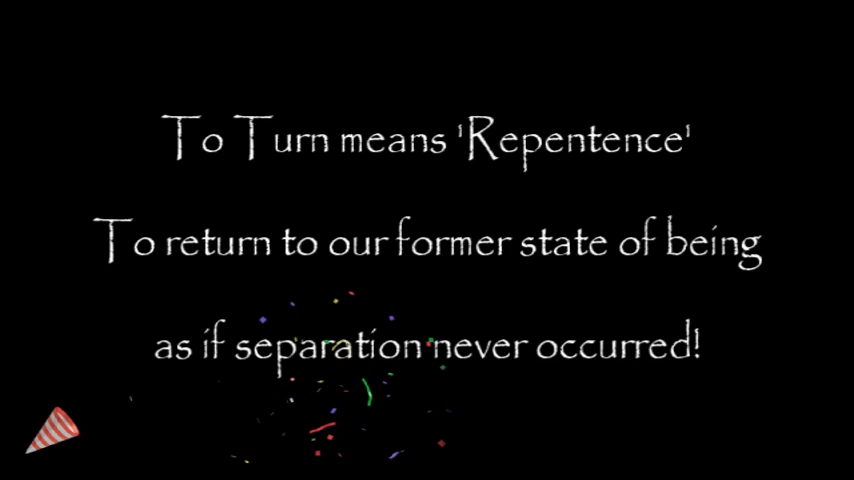 To Turn means 'Repentence'
To return to our former state of being
as if separation never occurred!